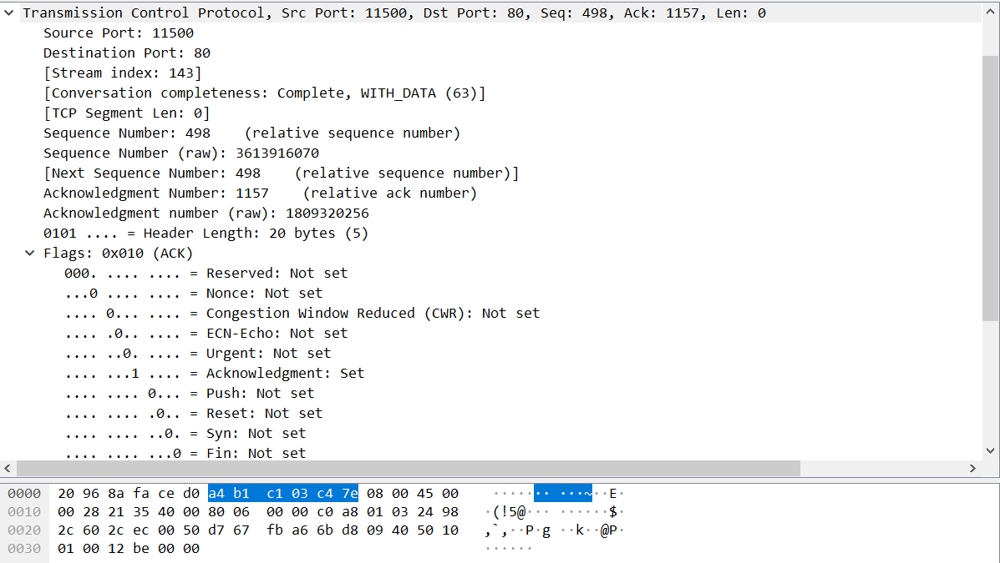 Transmission Control Protocol, Src Port: 11500, Dst Port: 80, Seq: 498, Ack: 1157, Len: 0
Source Port: 11500
Destination Port: 80
[Stream index: 143]
[Conversation completeness: Complete, WITH_DATA (63)]
[TCP Segment Len: 0]
Sequence Number: 498    (relative sequence number)
Sequence Number (raw): 3613916070
[Next Sequence Number: 498    (relative sequence number)]
Acknowledgment Number: 1157    (relative ack number)
Acknowledgment number (raw): 1809320256
0101 .... = Header Length: 20 bytes (5)
Flags: 0x010 (ACK)
000. .... .... = Reserved: Not set
...0 .... .... = Nonce: Not set
.... 0... .... = Congestion Window Reduced (CWR): Not set
.... .0.. .... = ECN-Echo: Not set
.... ..0. .... = Urgent: Not set
.... ...1 .... = Acknowledgment: Set
.... .... 0... = Push: Not set
.... .... .0.. = Reset: Not set
.... .... ..0. = Syn: Not set
.... .... ...0 = Fin: Not set
0000 20 96 8a fa ce d0 a4 b1 c1 03 c4 7e 08 00 45 00 ······ ·· ···~··E·
0010 00 28 21 35 40 00 80 06 00 00 c0 a8 01 03 24 98 ·(!5@··· ······$·
0020 2c 60 2c ec 00 50 d7 67 fb a6 6b d8 09 40 50 10 ,`,··P·g ··k··@P·
0030 01 00 12 be 00 00 ······